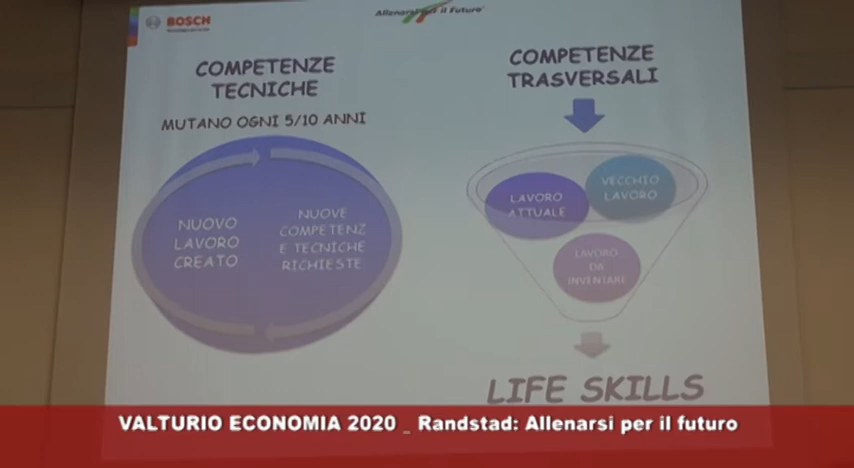 BOSCH
Allenarsi per il Futuro
COMPETENZE
TECNICHE
MUTANO OGNI 5/10 ANNI
NUOVO
LAVORO
CREATO
NUOVE
COMPETENZ
E TECNICHE
RICHIESTE
COMPETENZE
TRASVERSALI
LAVORO
ATTUALE
VECCHIO
LAVORO
LAVORO
DA
INVENTARE
LIFE SKILLS
VALTURIO ECONOMIA 2020 _ Randstad: Allenarsi per il futuro